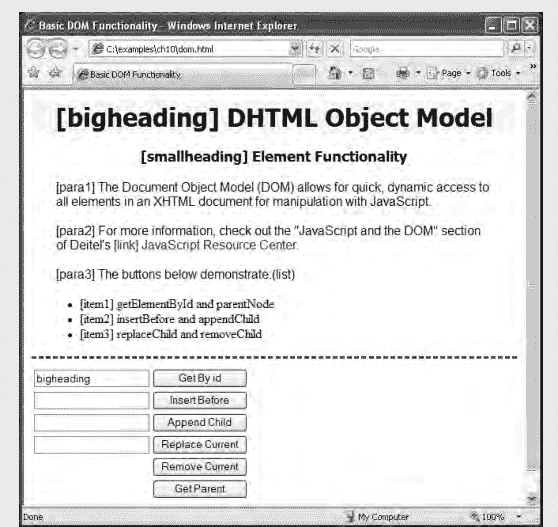 Basic DOM Functionality - Windows Internet Explorer
C:\examples\ch10\dom.html
Google
Basic DOM Functionality
Page
Tools
[bigheading] DHTML Object Model
[smallheading] Element Functionality
[para1] The Document Object Model (DOM) allows for quick, dynamic access to
all elements in an XHTML document for manipulation with JavaScript.
[para2] For more information, check out the "JavaScript and the DOM" section
of Deitel's [link] JavaScript Resource Center.
[para3] The buttons below demonstrate:(list)
• [item1] getElementById and parentNode
• [item2] insertBefore and appendChild
• [item3] replaceChild and removeChild
bigheading Get By id
Insert Before
Append Child
Replace Current
Remove Current
Get Parent
Done My Computer 100%